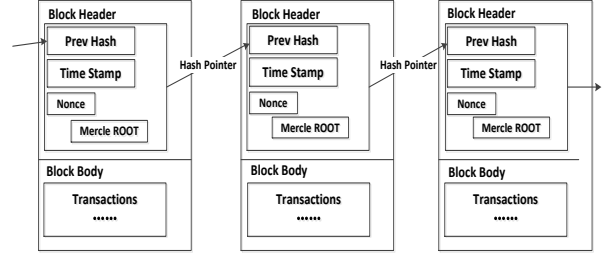 Block Header
Prev Hash
Time Stamp
Nonce
Mercle ROOT
Block Body
Transactions
......
Hash Pointer
Block Header
Prev Hash
Time Stamp
Nonce
Mercle ROOT
Block Body
Transactions
......
Hash Pointer
Block Header
Prev Hash
Time Stamp
Nonce
Mercle ROOT
Block Body
Transactions
......